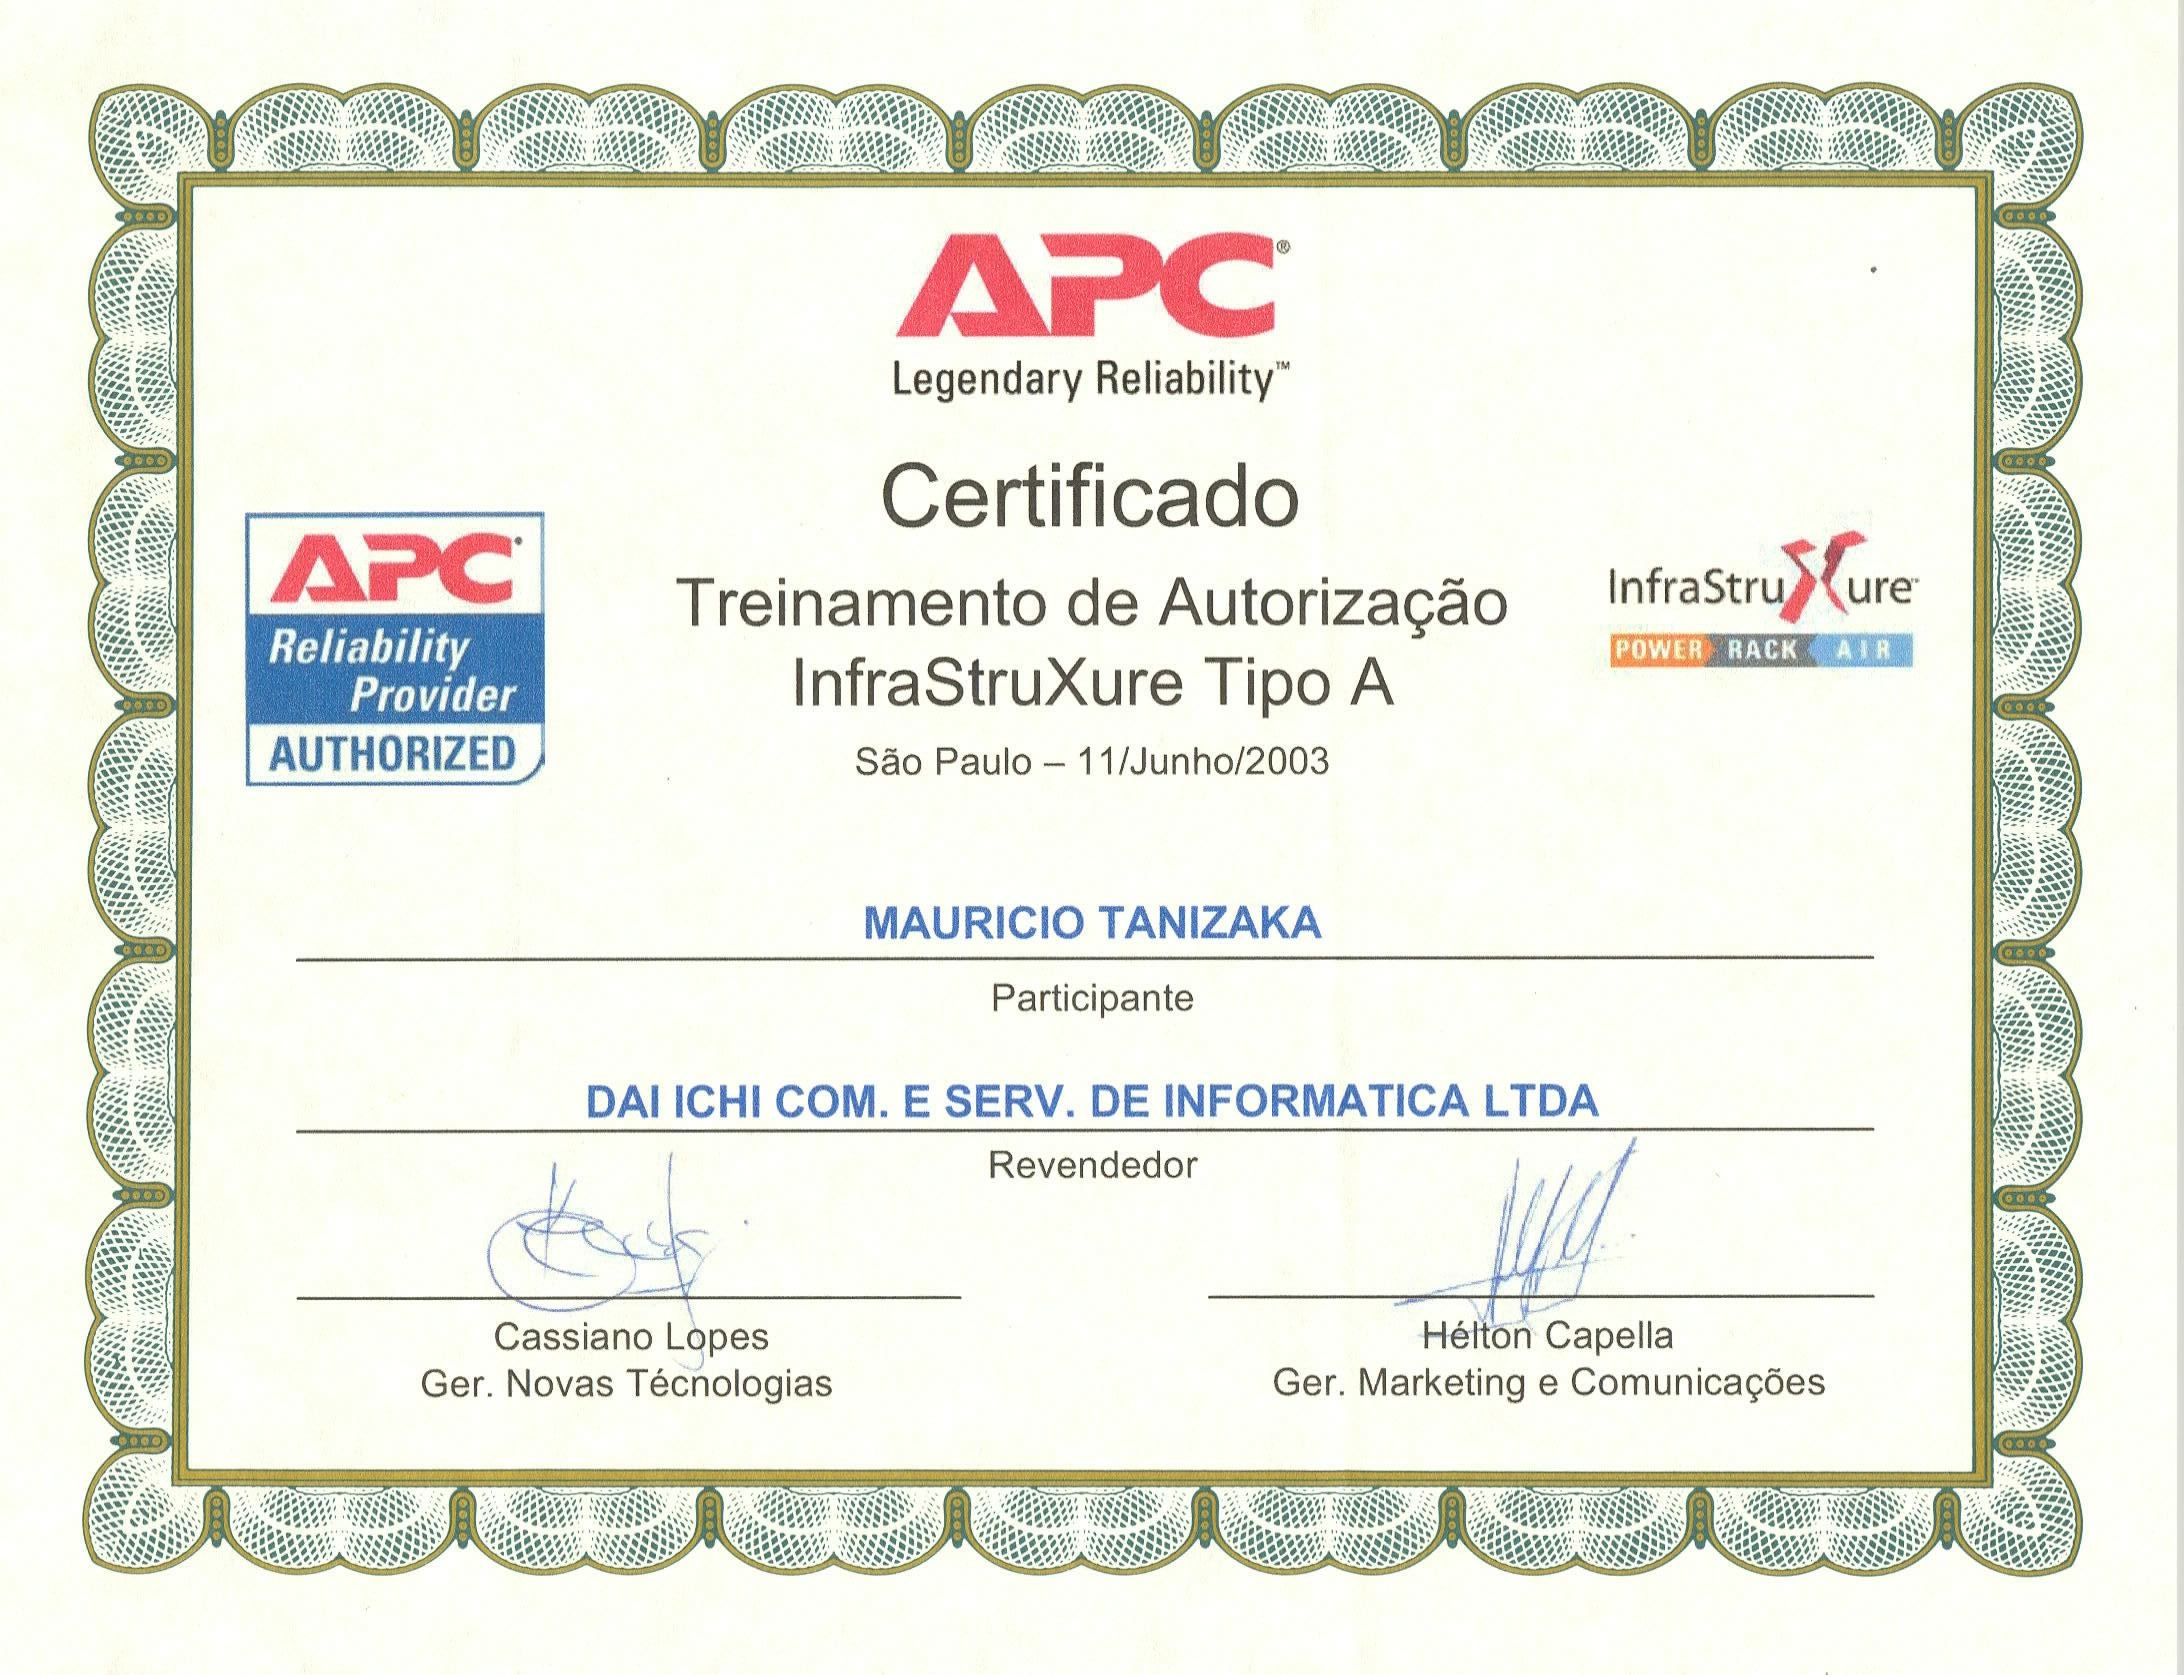 APC®
Legendary Reliability™
Certificado
Treinamento de Autorização
InfraStruXure Tipo A
São Paulo – 11/Junho/2003
APC
Reliability
Provider
AUTHORIZED
InfraStruXure™
POWER RACK AIR
MAURICIO TANIZAKA
Participante
DAI ICHI COM. E SERV. DE INFORMATICA LTDA
Revendedor
Cassiano Lopes
Ger. Novas Técnologias
Hélton Capella
Ger. Marketing e Comunicações